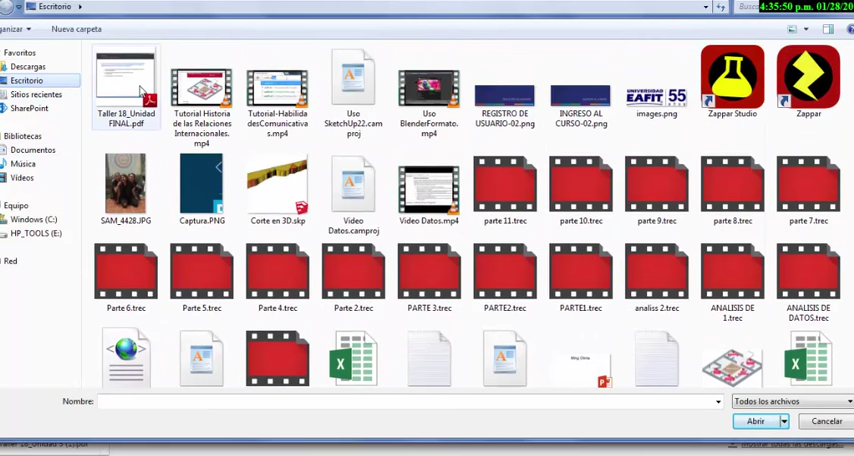 Escritorio
Busca
4:35:50 p.m. 01/28/20
ganizar
Nueva carpeta
Favoritos
Descargas
Escritorio
Sitios recientes
SharePoint
Bibliotecas
Documentos
Música
Vídeos
Equipo
Windows (C:)
HP_TOOLS (E:)
Red
Taller 18_Unidad
FINAL.pdf
Tutorial Historia
de las Relaciones
Internacionales.
mp4
Tutorial-Habilida
desComunicativa
s.mp4
Uso
SketchUp22.cam
proj
Uso
BlenderFormato.
mp4
REGISTRO DE
USUARIO-02.png
INGRESO AL
CURSO-02.png
UNIVERSIDAD
EAFIT 55
images.png
Zappar Studio
Zappar
SAM_4428.JPG
Captura.PNG
Corte en 3D.skp
Video
Datos.camproj
Video Datos.mp4
parte 11.trec
parte 10.trec
parte 9.trec
parte 8.trec
parte 7.trec
Parte 6.trec
Parte 5.trec
Parte 4.trec
Parte 2.trec
PARTE 3.trec
PARTE2.trec
PARTE1.trec
analiss 2.trec
ANALISIS DE
1.trec
ANALISIS DE
DATOS.trec
Nombre:
Todos los archivos
Abrir
Cancelar